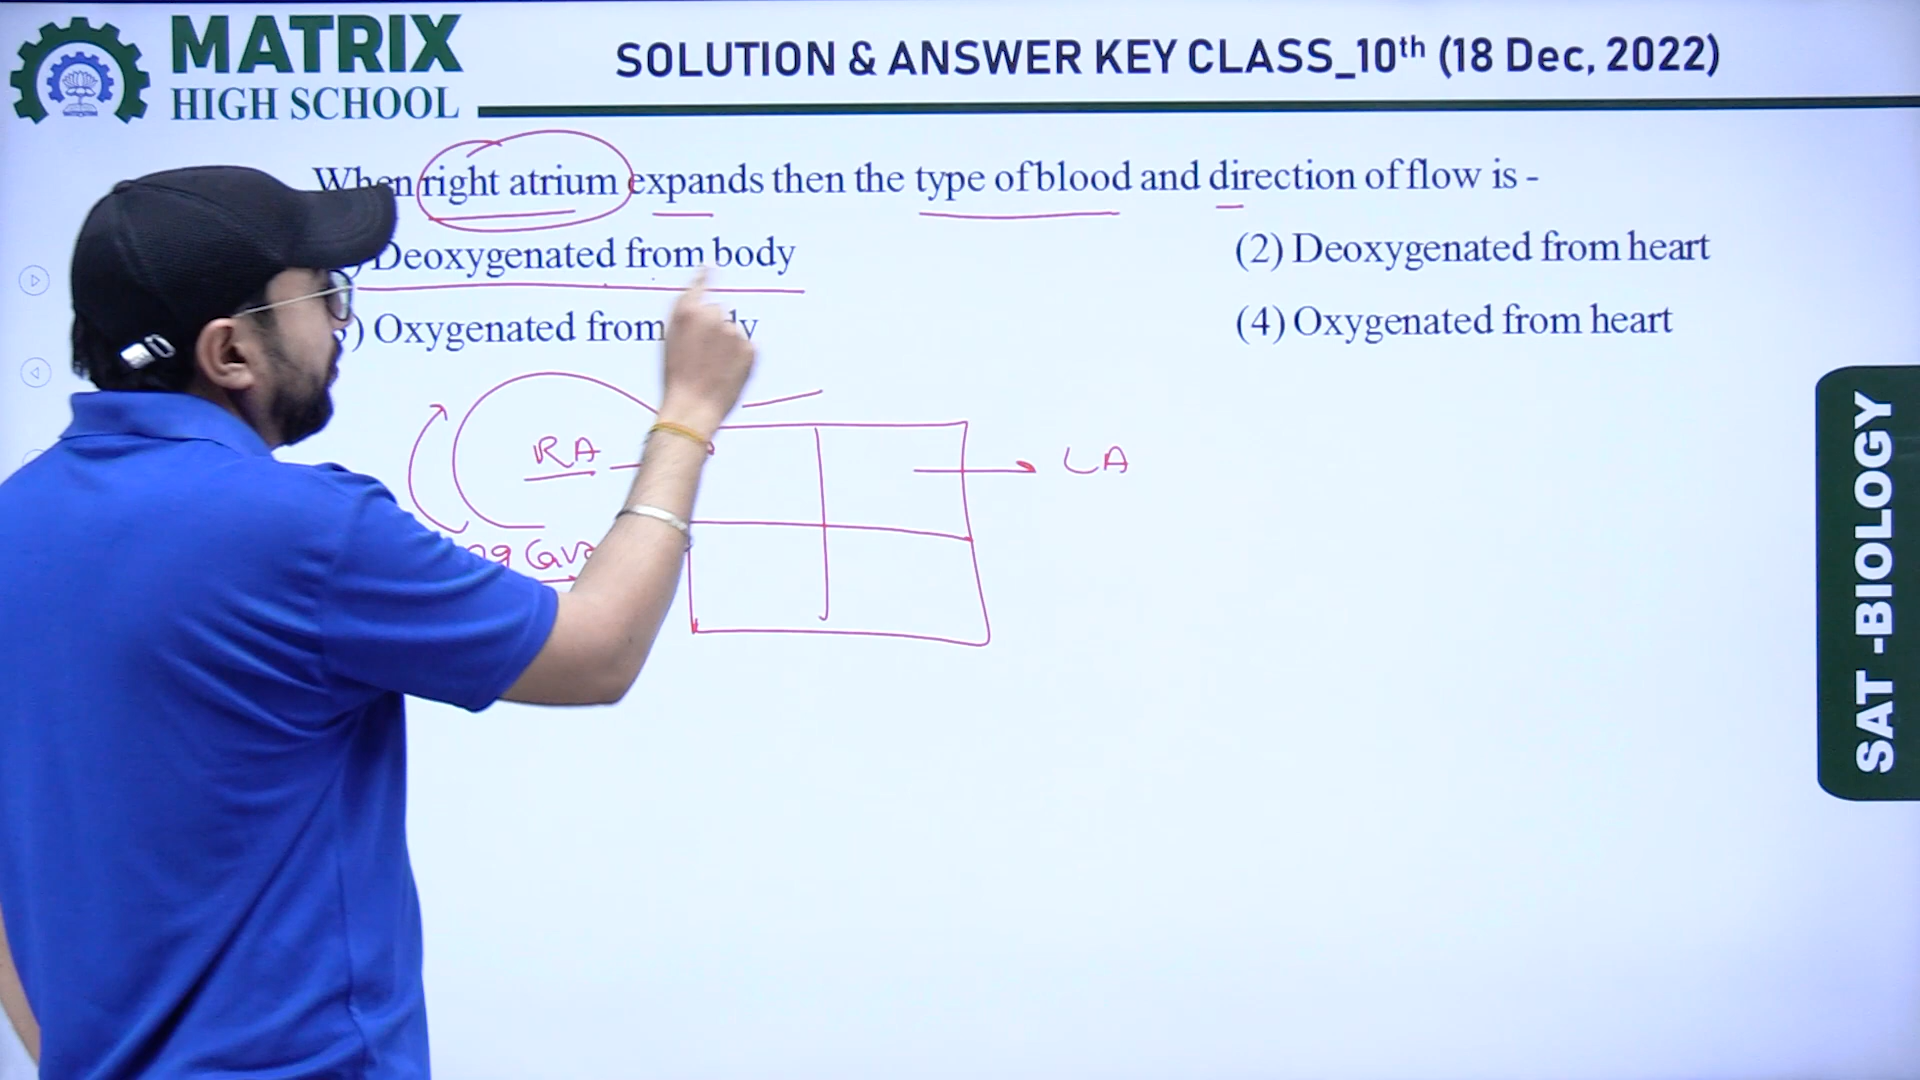 MATRIX
HIGH SCHOOL
SOLUTION & ANSWER KEY CLASS_10th (18 Dec, 2022)
When right atrium expands then the type of blood and direction of flow is -
) Deoxygenated from body
(2) Deoxygenated from heart
) Oxygenated from
(4) Oxygenated from heart
RA
LA
SAT -BIOLOGY